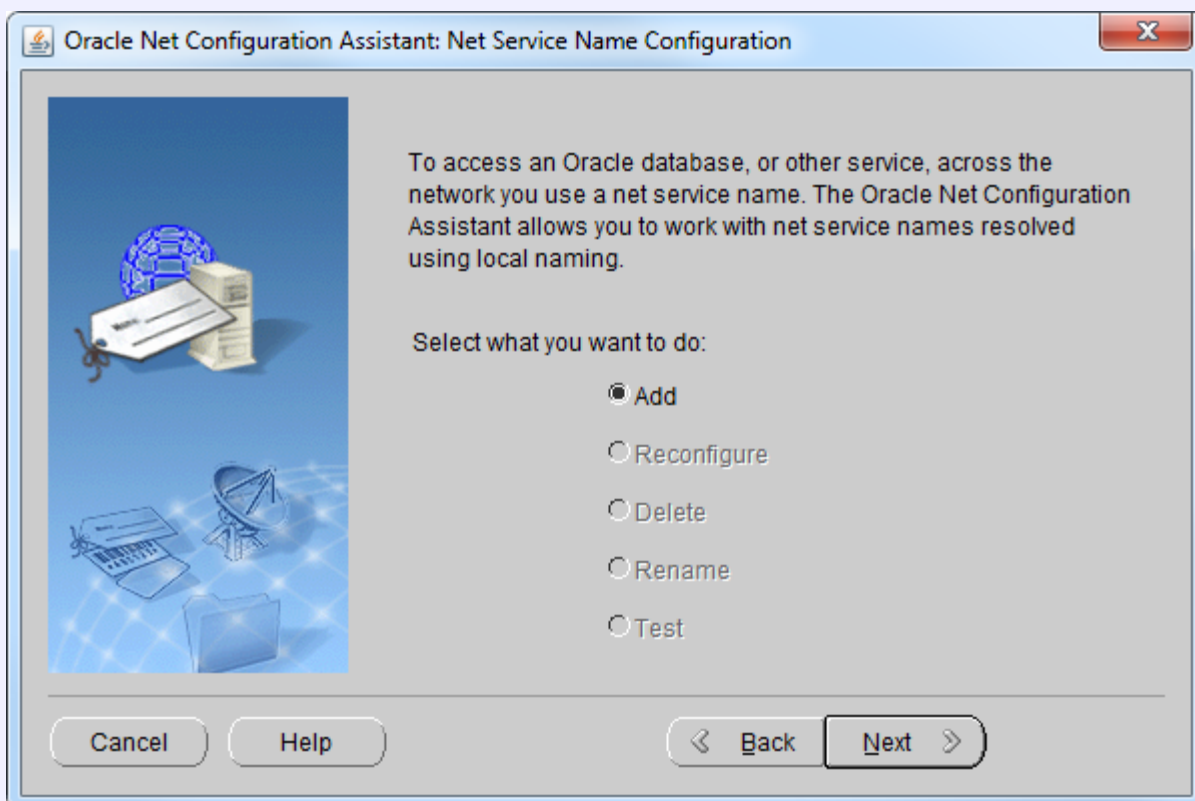 Oracle Net Configuration Assistant: Net Service Name Configuration
To access an Oracle database, or other service, across the
network you use a net service name. The Oracle Net Configuration
Assistant allows you to work with net service names resolved
using local naming.
Select what you want to do:
Add
Reconfigure
Delete
Rename
Test
Cancel Help Back Next